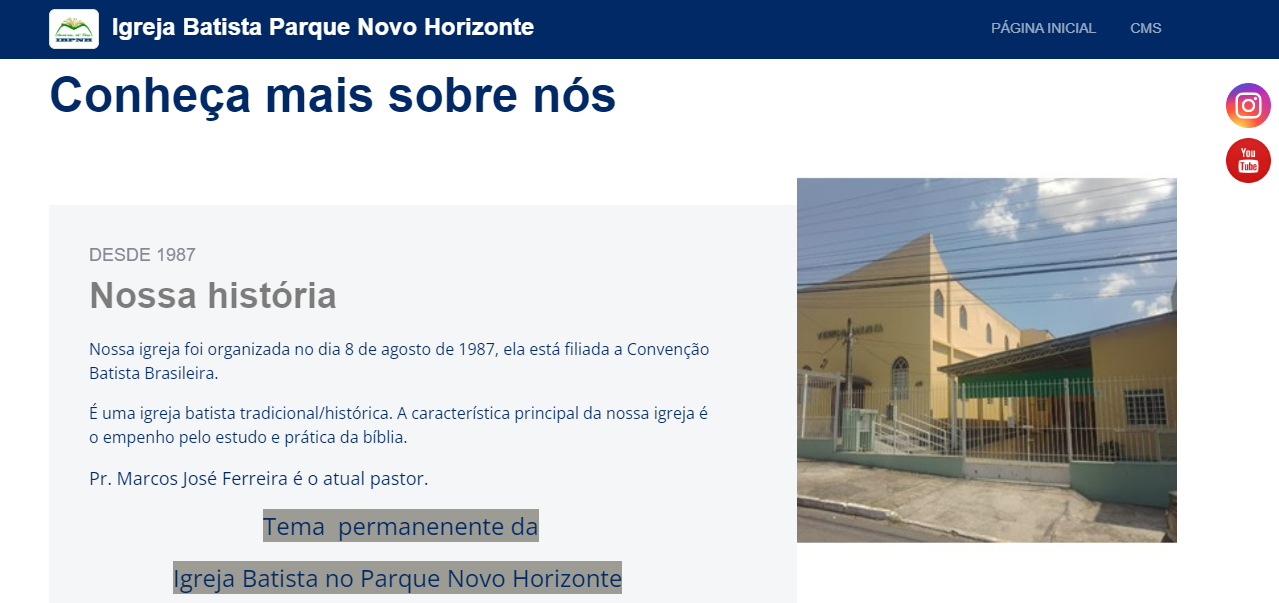 IBPNH
Igreja Batista Parque Novo Horizonte
PÁGINA INICIAL
CMS
Conheça mais sobre nós
You
Tube
DESDE 1987
Nossa história
Nossa igreja foi organizada no dia 8 de agosto de 1987, ela está filiada a Convenção
Batista Brasileira.
É uma igreja batista tradicional/histórica. A característica principal da nossa igreja é
o empenho pelo estudo e prática da bíblia.
Pr. Marcos José Ferreira é o atual pastor.
Tema  permanenente da
Igreja Batista no Parque Novo Horizonte